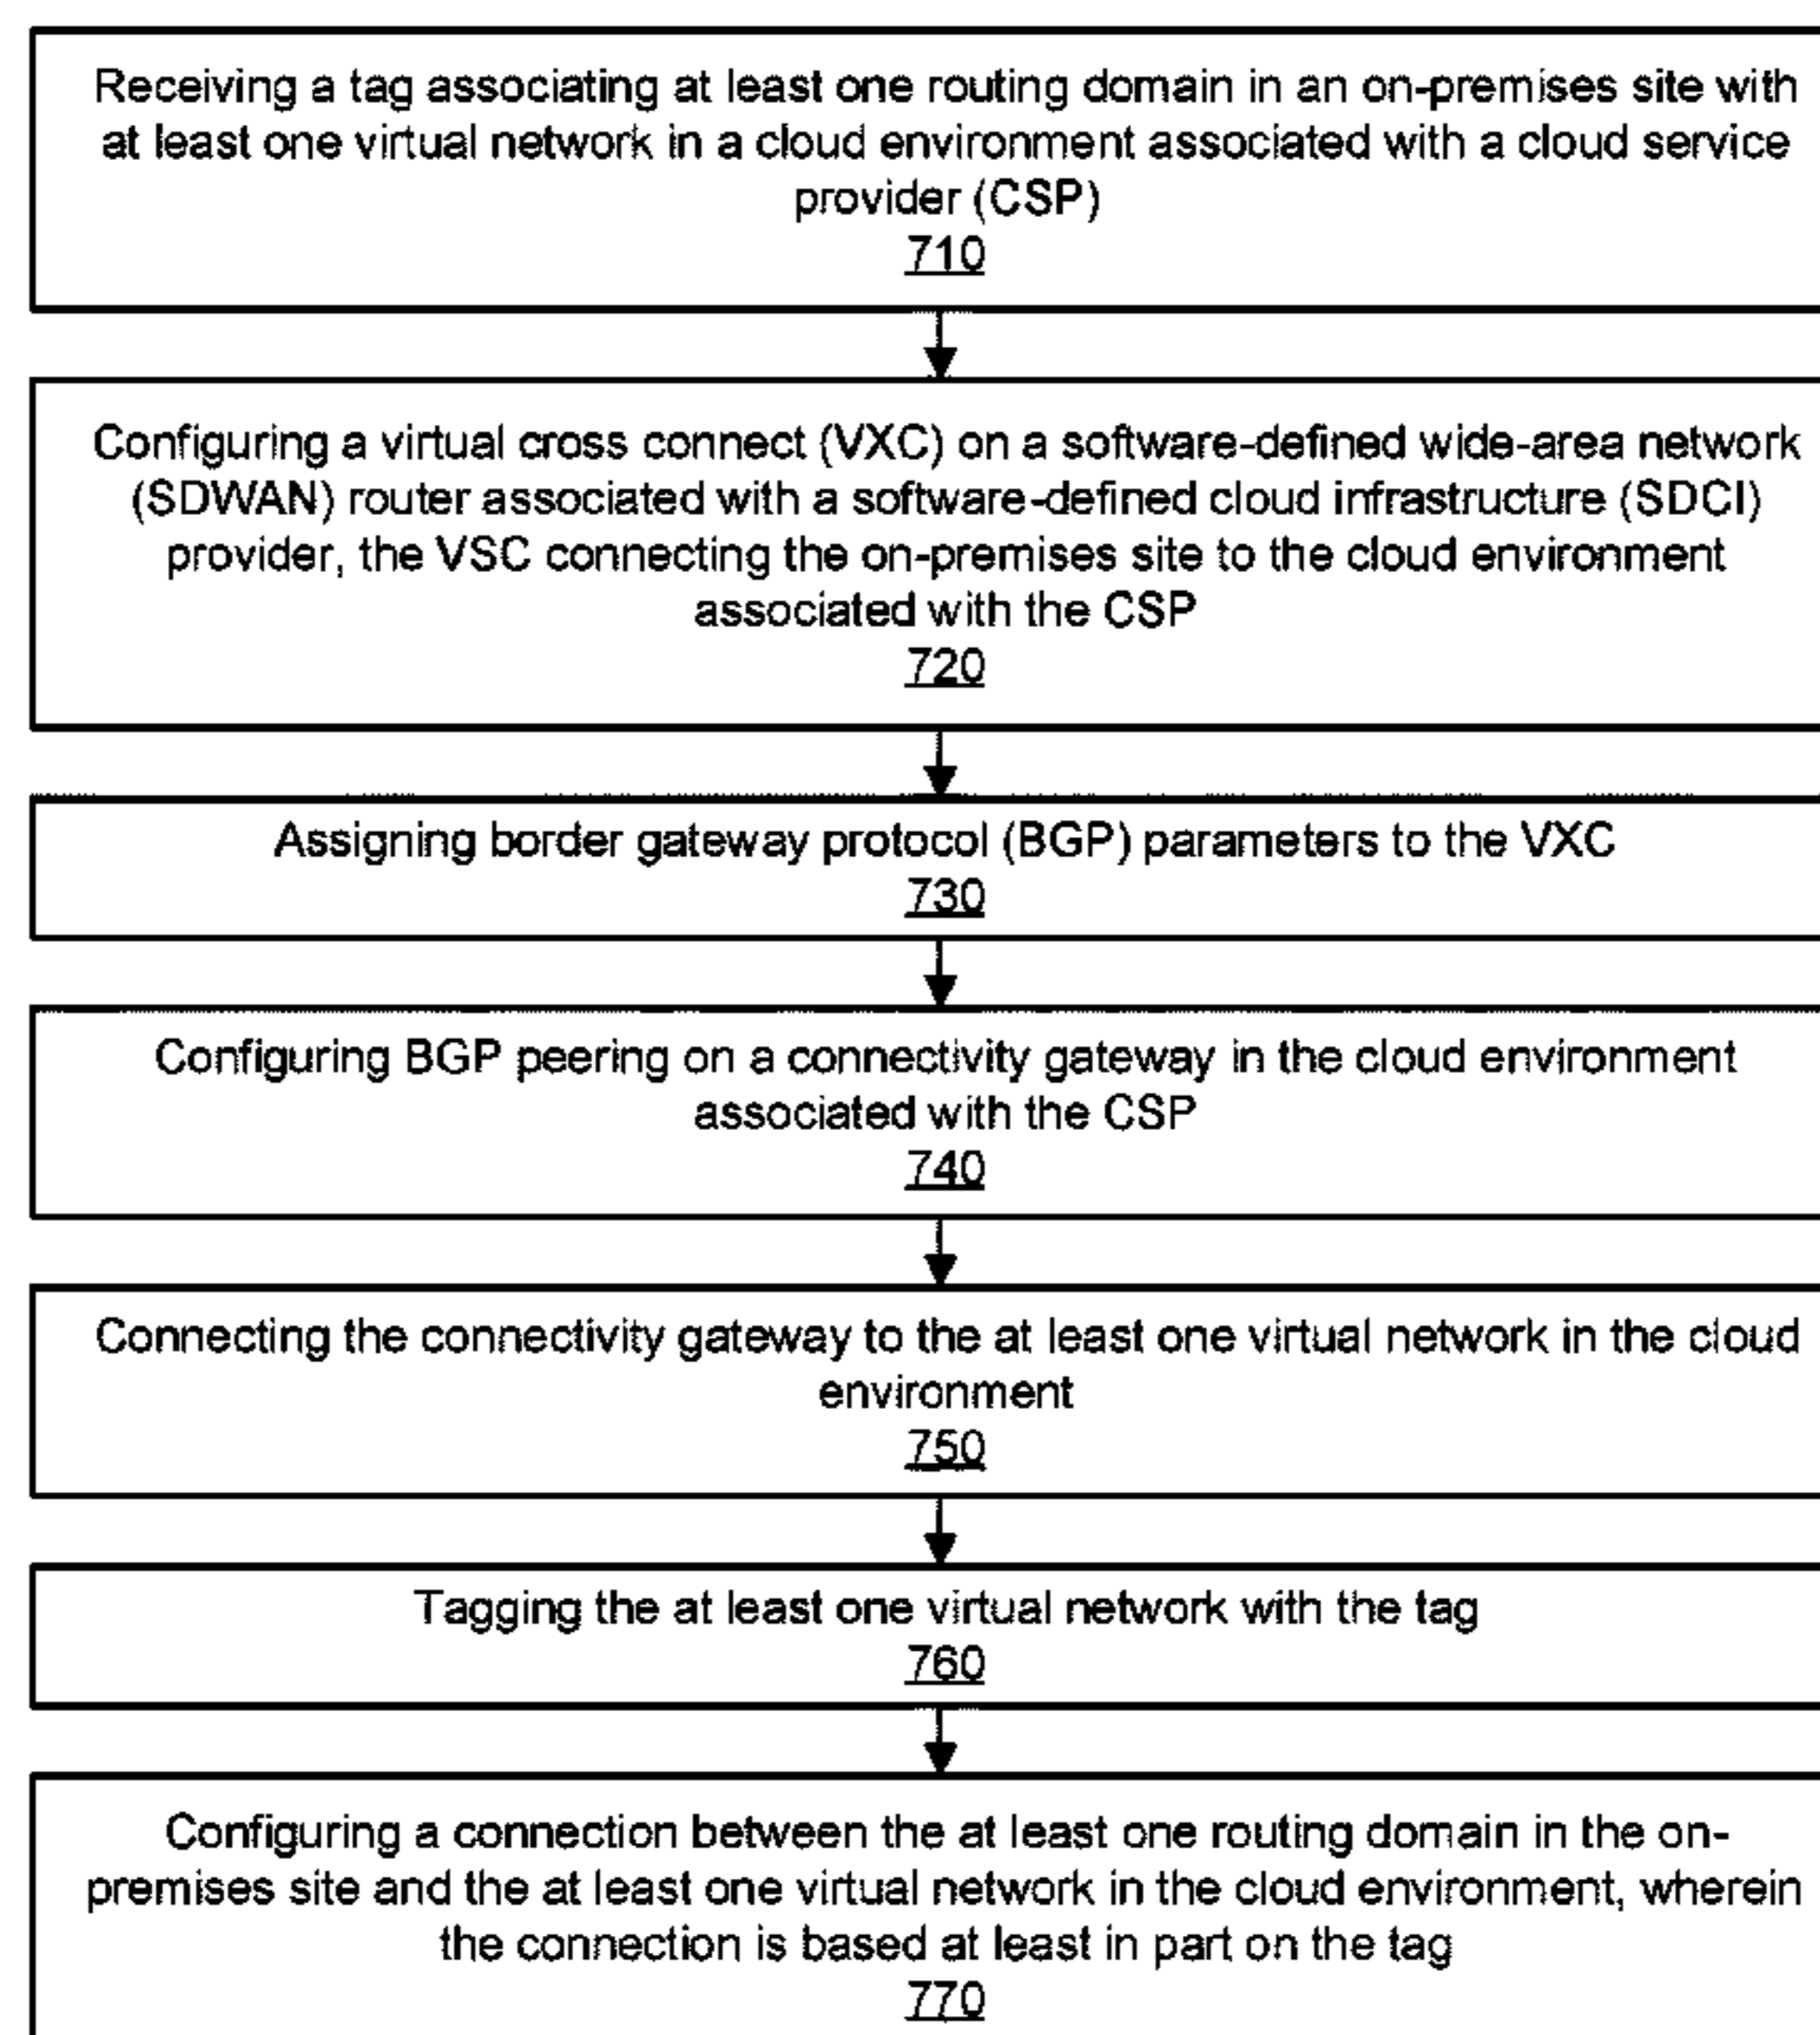 Receiving a tag associating at least one routing domain in an on-premises site with
at least one virtual network in a cloud environment associated with a cloud service
provider (CSP)
710
Configuring a virtual cross connect (VXC) on a software-defined wide-area network
(SDWAN) router associated with a software-defined cloud infrastructure (SDCI)
provider, the VSC connecting the on-premises site to the cloud environment
associated with the CSP
720
Assigning border gateway protocol (BGP) parameters to the VXC
730
Configuring BGP peering on a connectivity gateway in the cloud environment
associated with the CSP
740
Connecting the connectivity gateway to the at least one virtual network in the cloud
environment
750
Tagging the at least one virtual network with the tag
760
Configuring a connection between the at least one routing domain in the on-
premises site and the at least one virtual network in the cloud environment, wherein
the connection is based at least in part on the tag
770